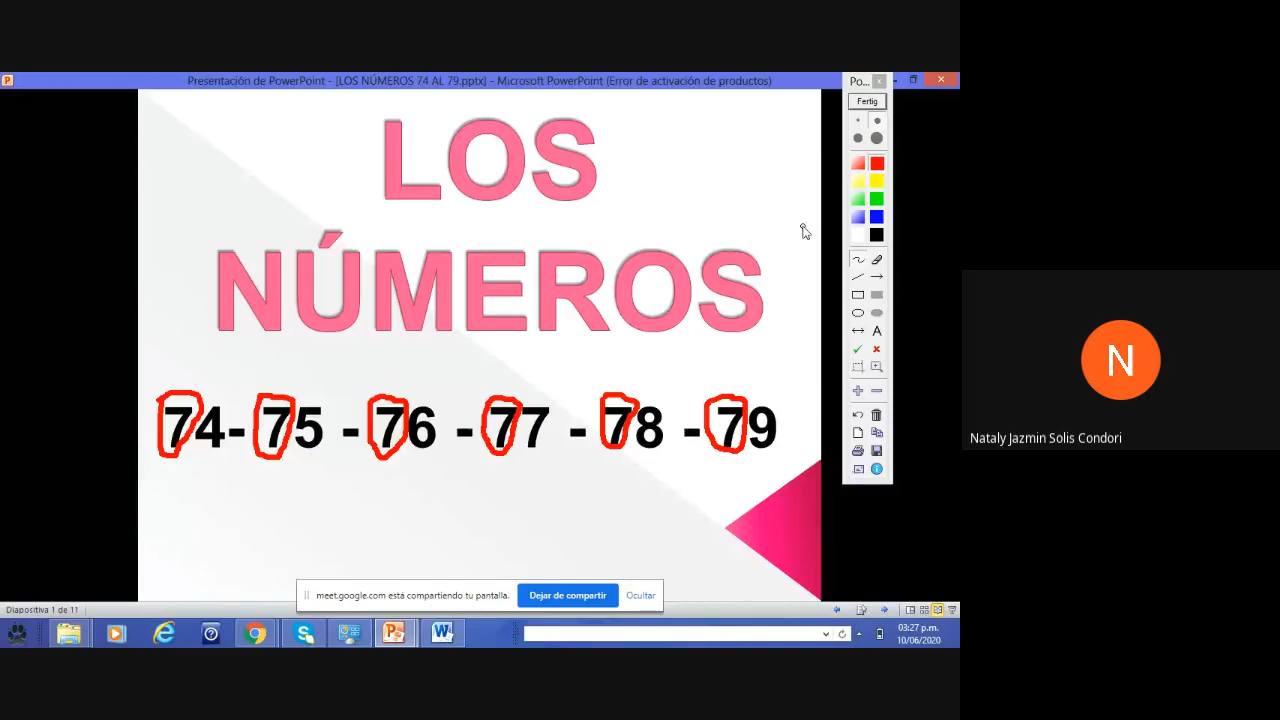 Presentación de PowerPoint - [LOS NÚMEROS 74 AL 79.pptx] - Microsoft PowerPoint (Error de activación de productos)
Po...
Fertig
LOS
NÚMEROS
A
74- 75 - 76 - 77 - 78 - 79
N
Nataly Jazmin Solis Condori
meet.google.com está compartiendo tu pantalla.
Dejar de compartir
Ocultar
Diapositiva 1 de 11
03:27 p.m.
10/06/2020